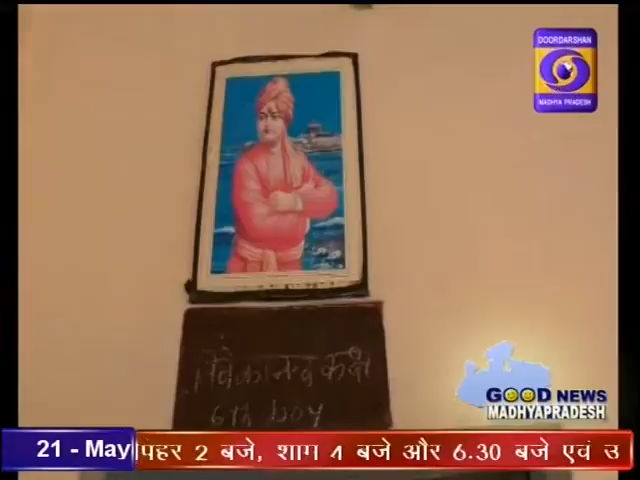 DOORDARSHAN
MADHYA PRADESH
विवेकानन्द कक्ष
6th boy
GOOD NEWS
MADHYAPRADESH
21 - May
पहर 2 बजे, शाम 4 बजे और 6.30 बजे एवं